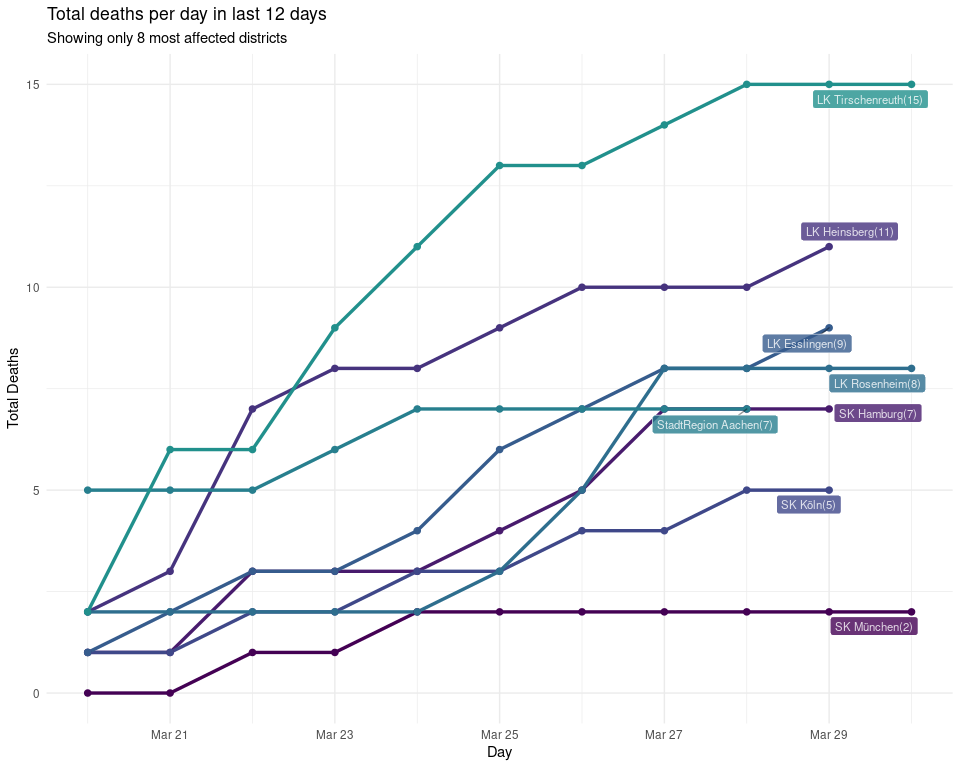 Total deaths per day in last 12 days
Showing only 8 most affected districts
15
LK Tirschenreuth(15)
LK Heinsberg(11)
10
LK Esslingen(9)
LK Rosenheim(8)
SK Hamburg(7)
StadtRegion Aachen(7)
5
SK Köln(5)
SK München(2)
0
Total Deaths
Mar 21
Mar 23
Mar 25
Mar 27
Mar 29
Day